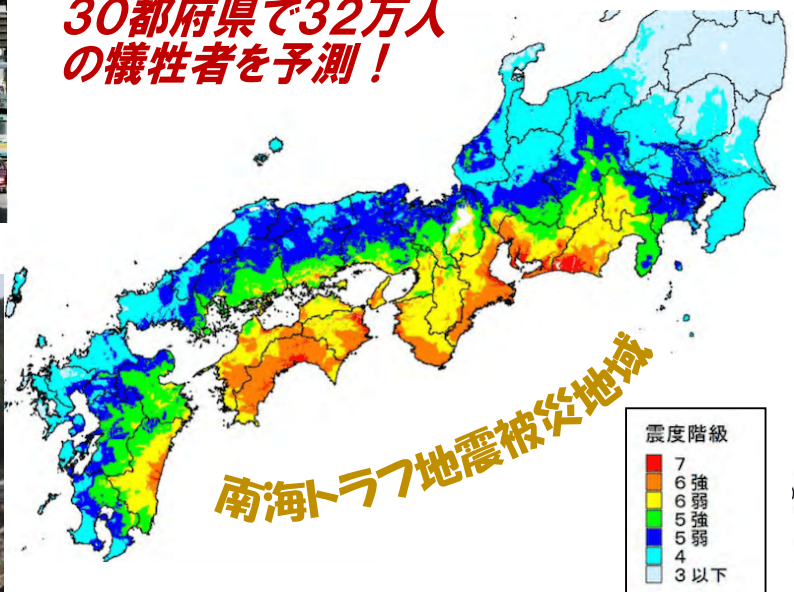 30都府県で32万人
の犠牲者を予測！
南海トラフ地震被災地域
震度階級
7
6強
6弱
5強
5弱
4
3以下